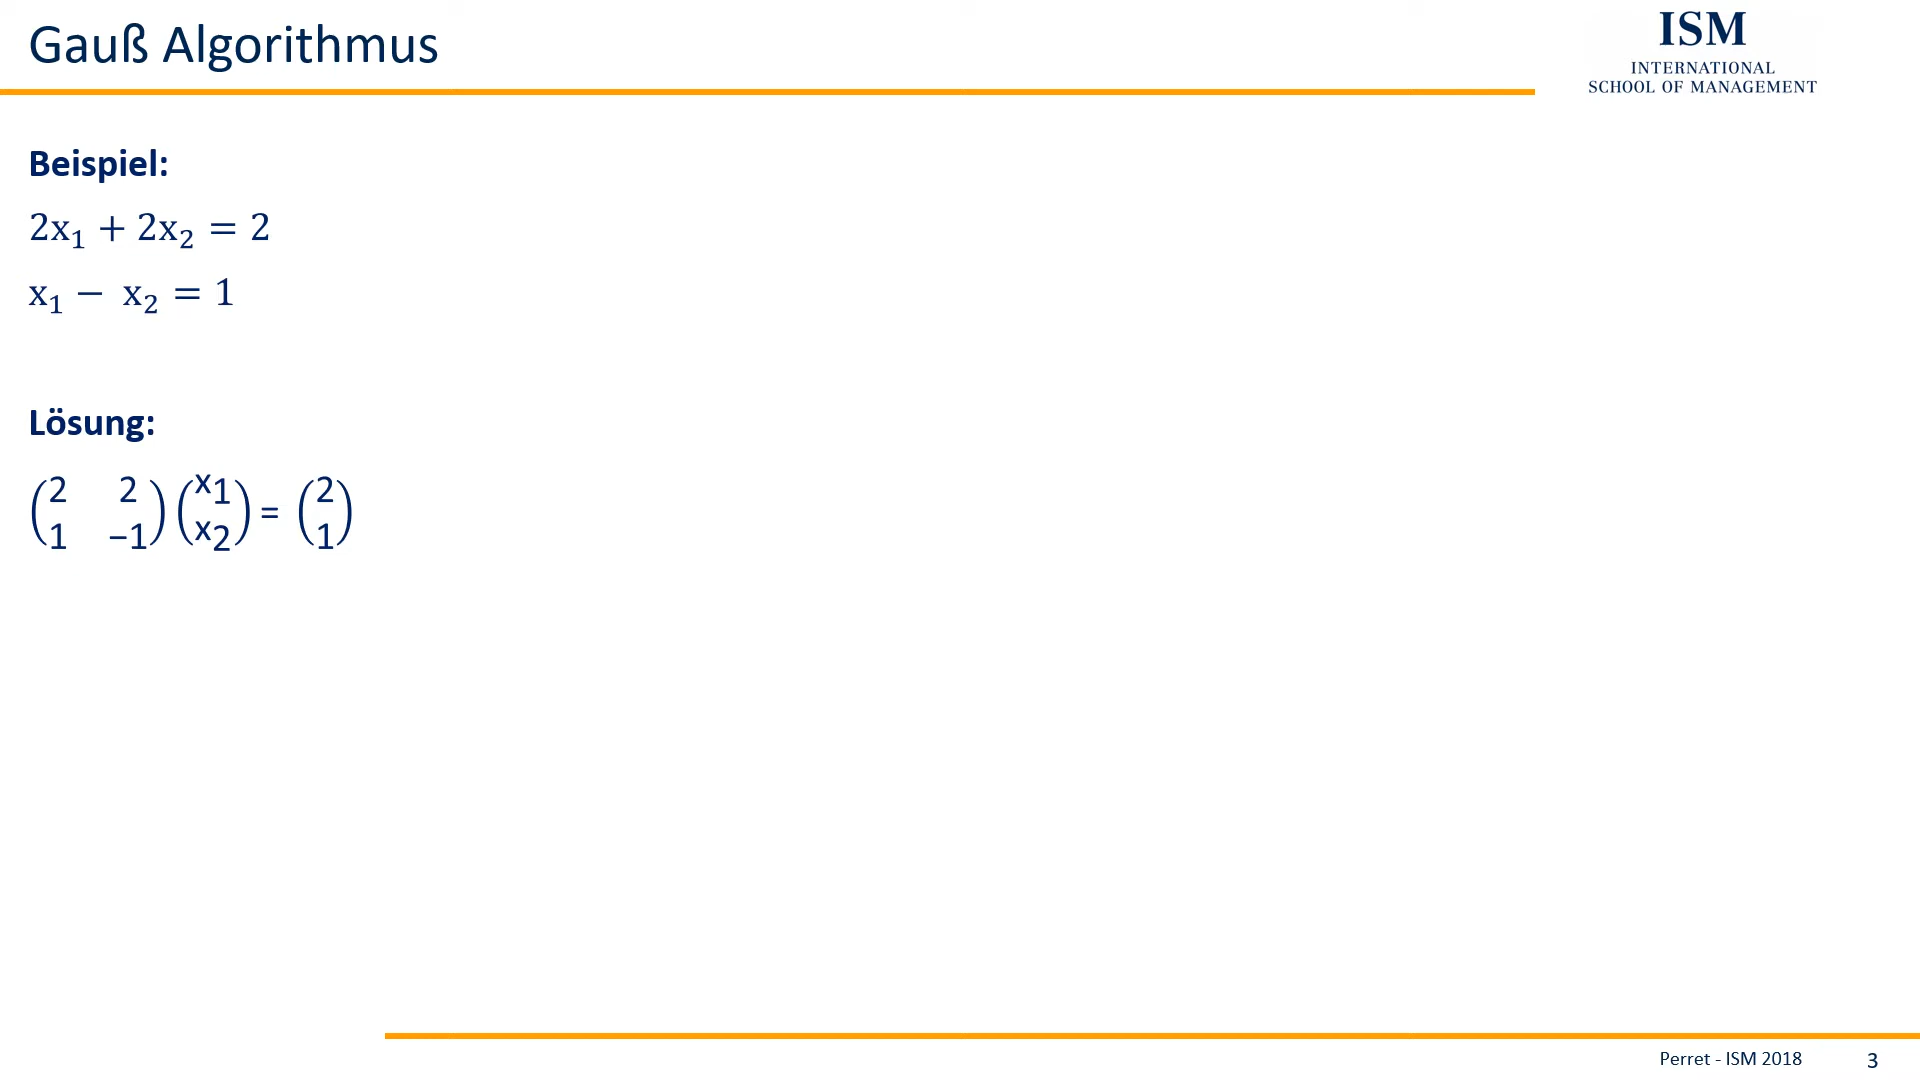 Gauß Algorithmus
ISM
INTERNATIONAL
SCHOOL OF MANAGEMENT
Beispiel:
2x₁ + 2x₂ = 2
x₁ − x₂ = 1
Lösung:
(2 2; 1 −1) (x₁; x₂) = (2; 1)
Perret - ISM 2018
3